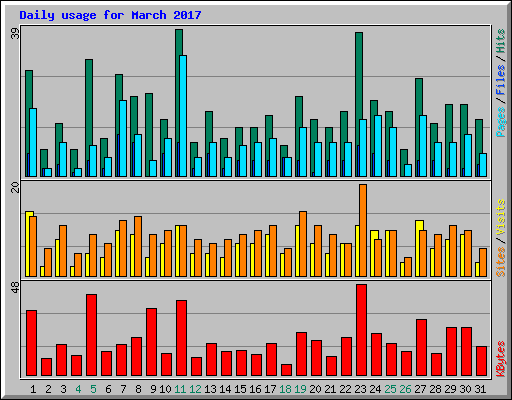 Daily usage for March 2017
39
20
48
Pages / Files / Hits
Sites / Visits
KBytes
1 2 3 4 5 6 7 8 9 10 11 12 13 14 15 16 17 18 19 20 21 22 23 24 25 26 27 28 29 30 31